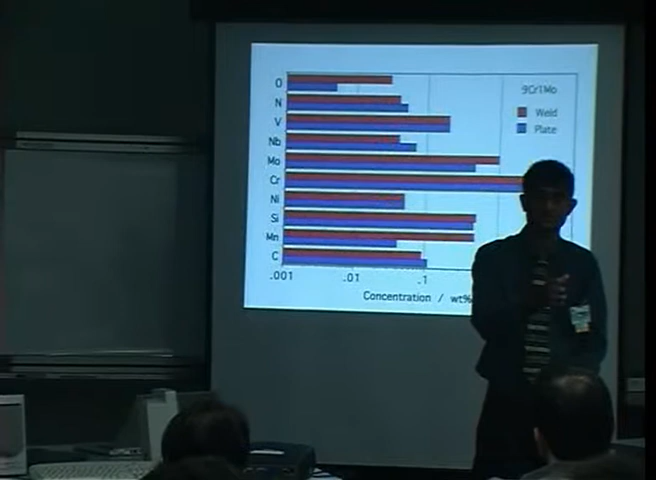 9Cr1Mo
Weld
Plate
O
N
V
Nb
Mo
Cr
Ni
Si
Mn
C
.001
.01
.1
Concentration / wt%